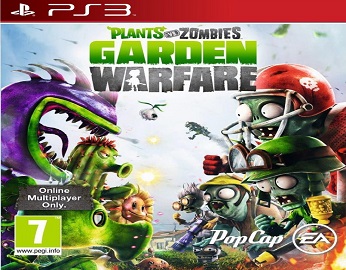 PS3
PLANTS VS. ZOMBIES
GARDEN
WARFARE
Online
Multiplayer
Only.
7
www.pegi.info
PopCap
EA